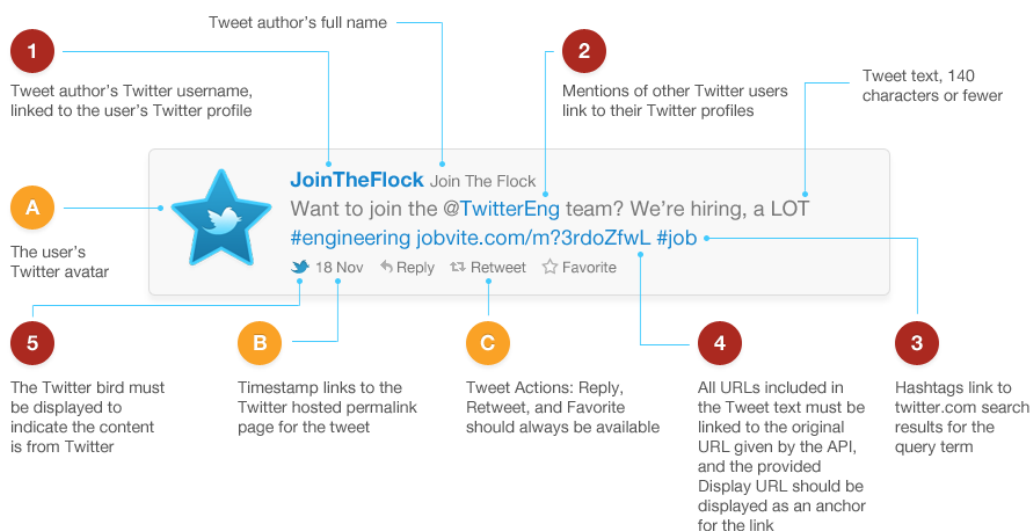 Tweet author's full name
1
2
Tweet author's Twitter username,
linked to the user's Twitter profile
Mentions of other Twitter users
link to their Twitter profiles
Tweet text, 140
characters or fewer
JoinTheFlock Join The Flock
Want to join the @TwitterEng team? We're hiring, a LOT
#engineering jobvite.com/m?3rdoZfwL #job
18 Nov Reply Retweet Favorite
A
The user's
Twitter avatar
5
The Twitter bird must
be displayed to
indicate the content
is from Twitter
B
Timestamp links to the
Twitter hosted permalink
page for the tweet
C
Tweet Actions: Reply,
Retweet, and Favorite
should always be available
4
All URLs included in
the Tweet text must be
linked to the original
URL given by the API,
and the provided
Display URL should be
displayed as an anchor
for the link
3
Hashtags link to
twitter.com search
results for the
query term